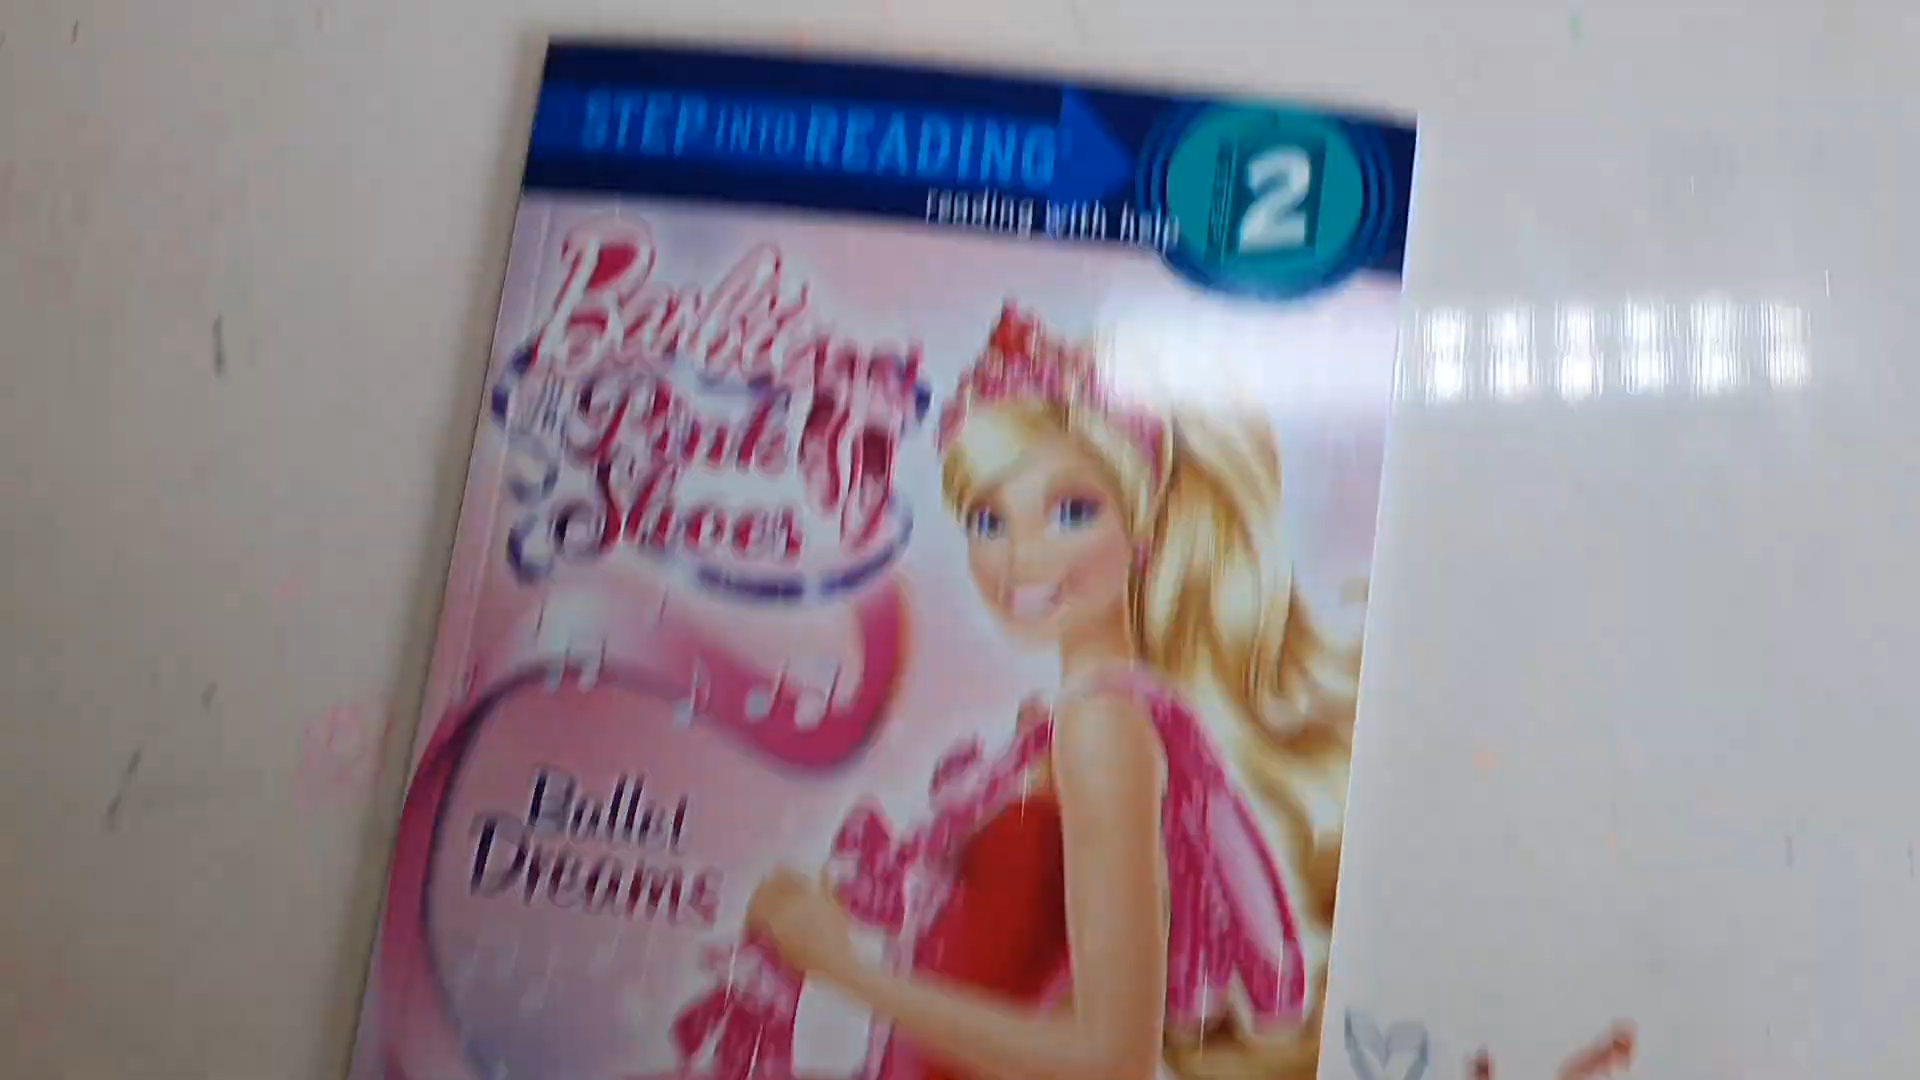 STEP INTO READING
reading with help
2
Barbie
in the
Pink
Shoes
Ballet
Dreams